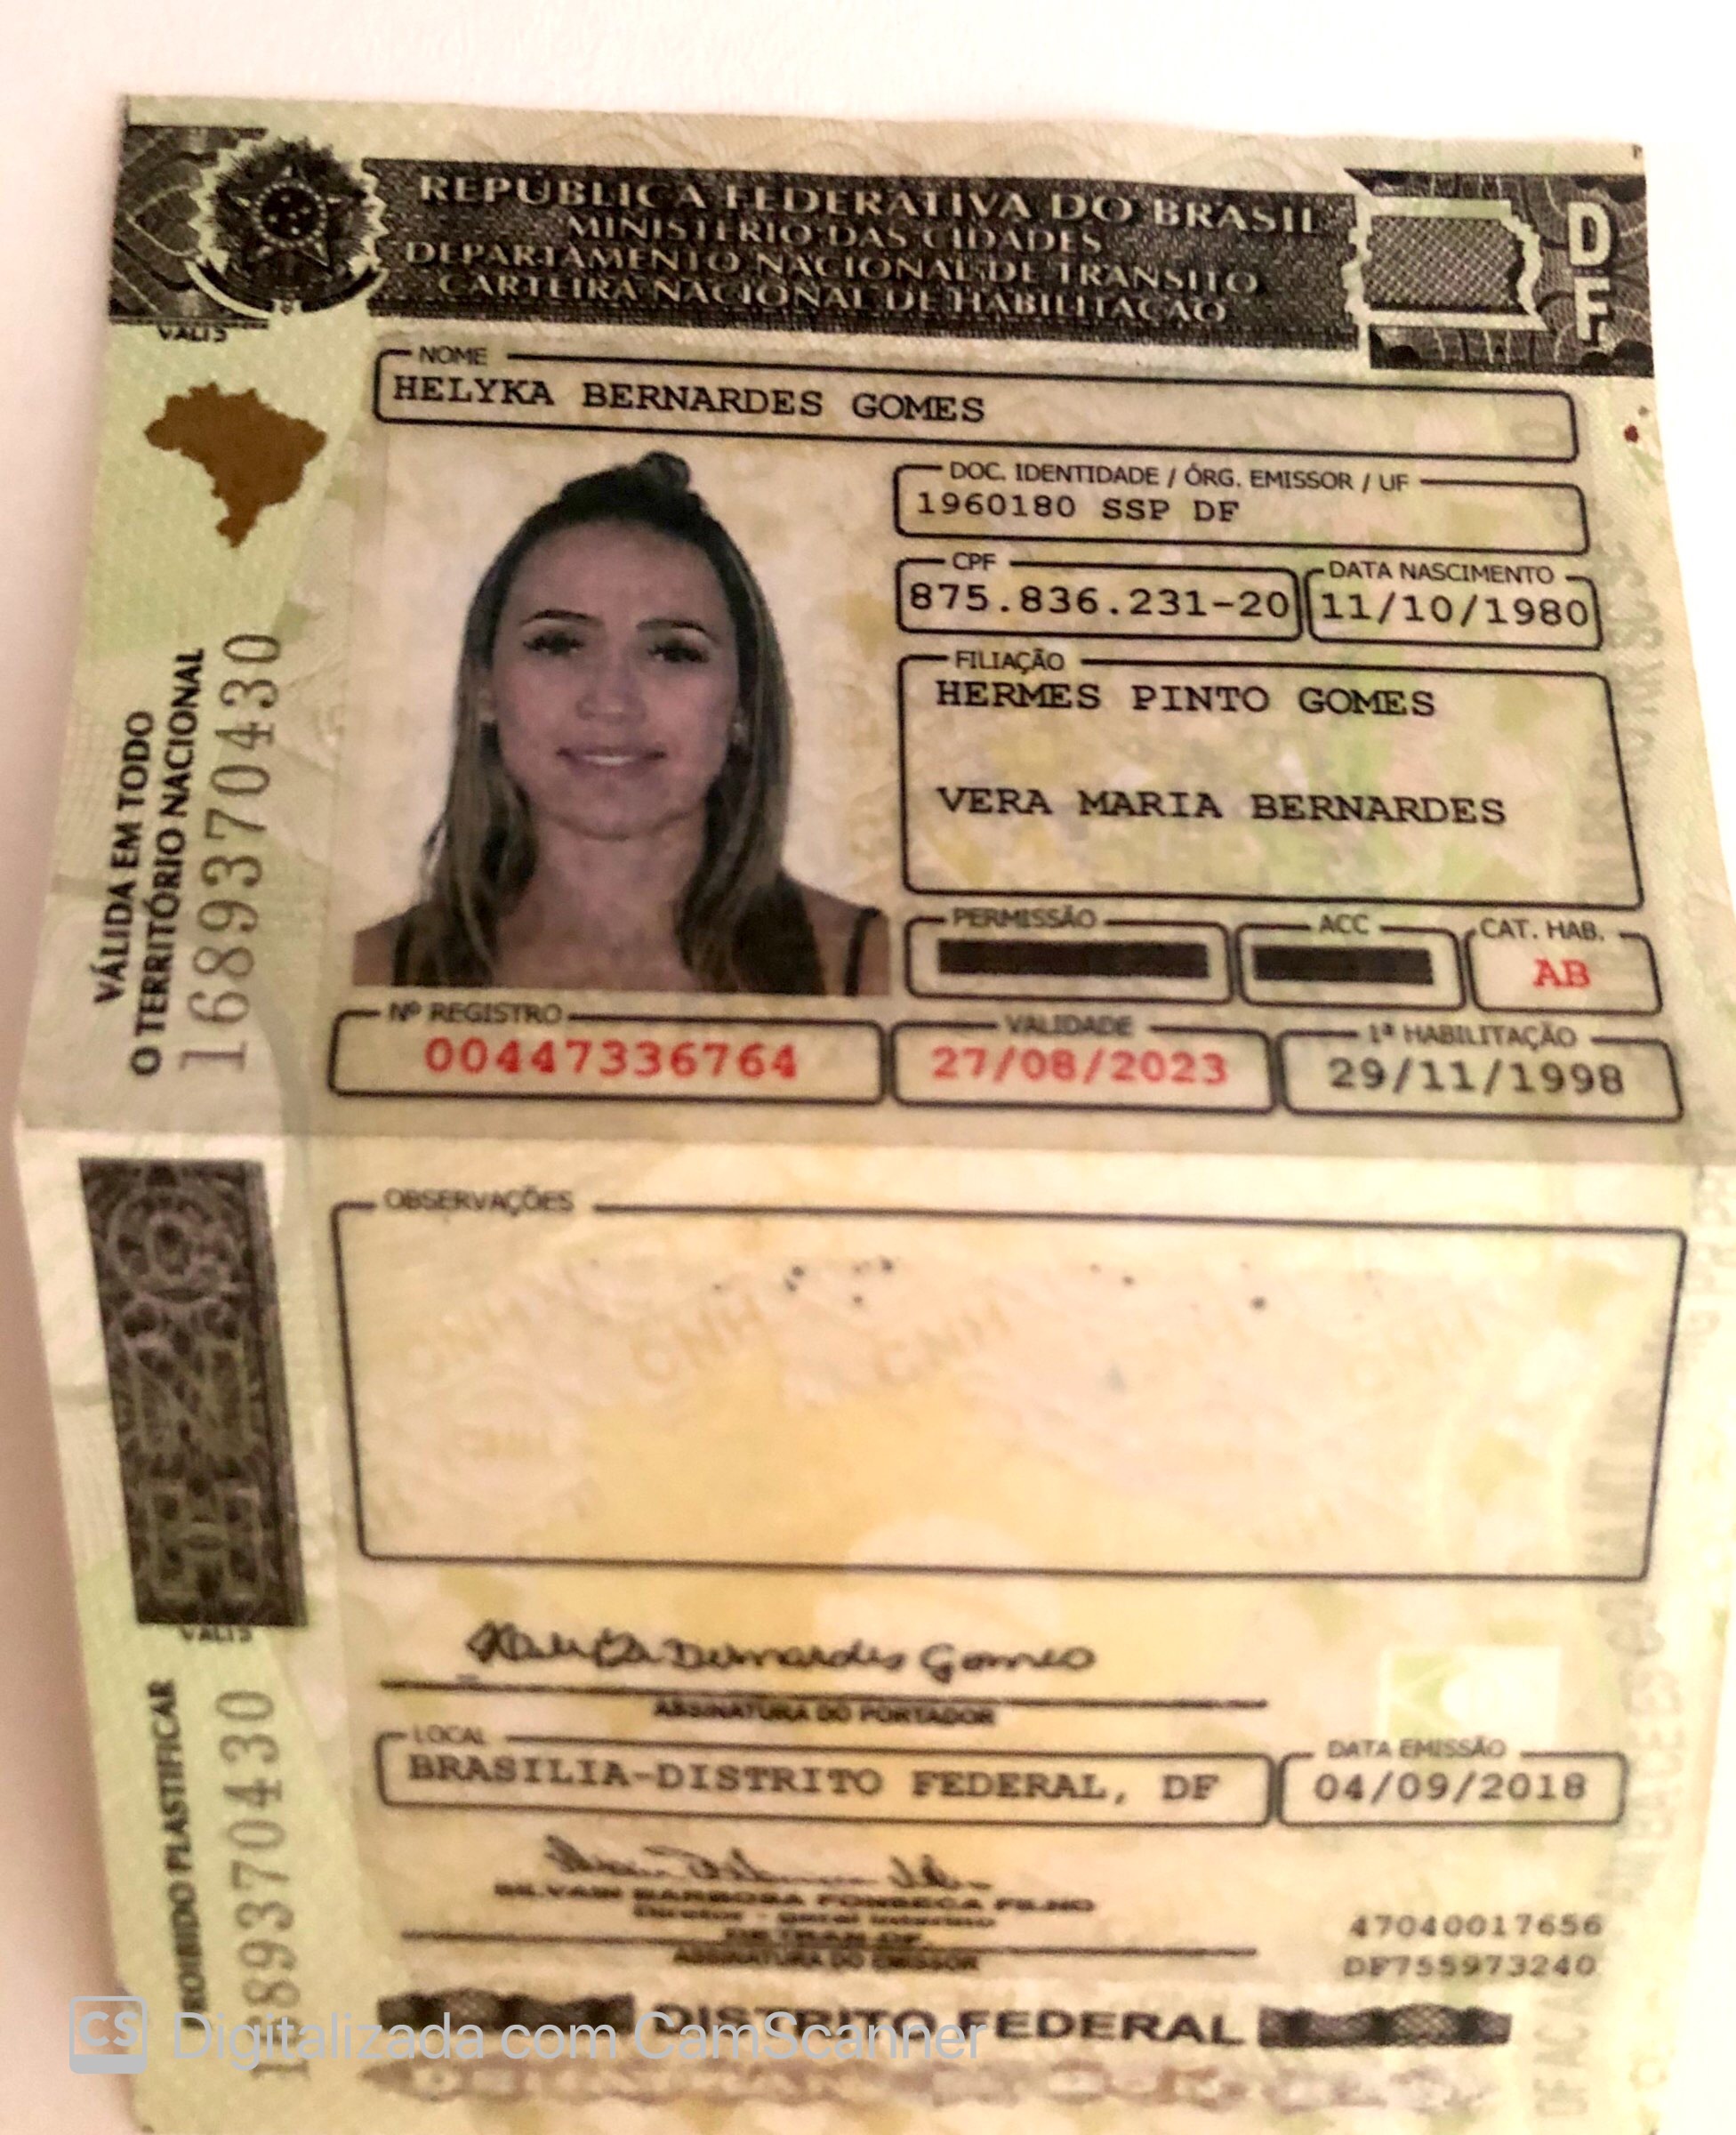 REPÚBLICA FEDERATIVA DO BRASIL
MINISTÉRIO DAS CIDADES
DEPARTAMENTO NACIONAL DE TRÂNSITO
CARTEIRA NACIONAL DE HABILITAÇÃO
DF
NOME
HELYKA BERNARDES GOMES
DOC. IDENTIDADE / ÓRG. EMISSOR / UF
1960180 SSP DF
CPF
875.836.231-20
DATA NASCIMENTO
11/10/1980
FILIAÇÃO
HERMES PINTO GOMES
VERA MARIA BERNARDES
PERMISSÃO
ACC
CAT. HAB.
AB
Nº REGISTRO
00447336764
VALIDADE
27/08/2023
1ª HABILITAÇÃO
29/11/1998
VÁLIDA EM TODO
O TERRITÓRIO NACIONAL
1689370430
OBSERVAÇÕES
Bernardes Gomes
ASSINATURA DO PORTADOR
LOCAL
BRASILIA-DISTRITO FEDERAL, DF
DATA EMISSÃO
04/09/2018
SILVAIN BARBOSA FONSECA FILHO
Diretor - geral interino
DETRAN-DF
ASSINATURA DO EMISSOR
47040017656
DF755973240
PROIBIDO PLASTIFICAR
1689370430
DISTRITO FEDERAL
CS Digitalizada com CamScanner